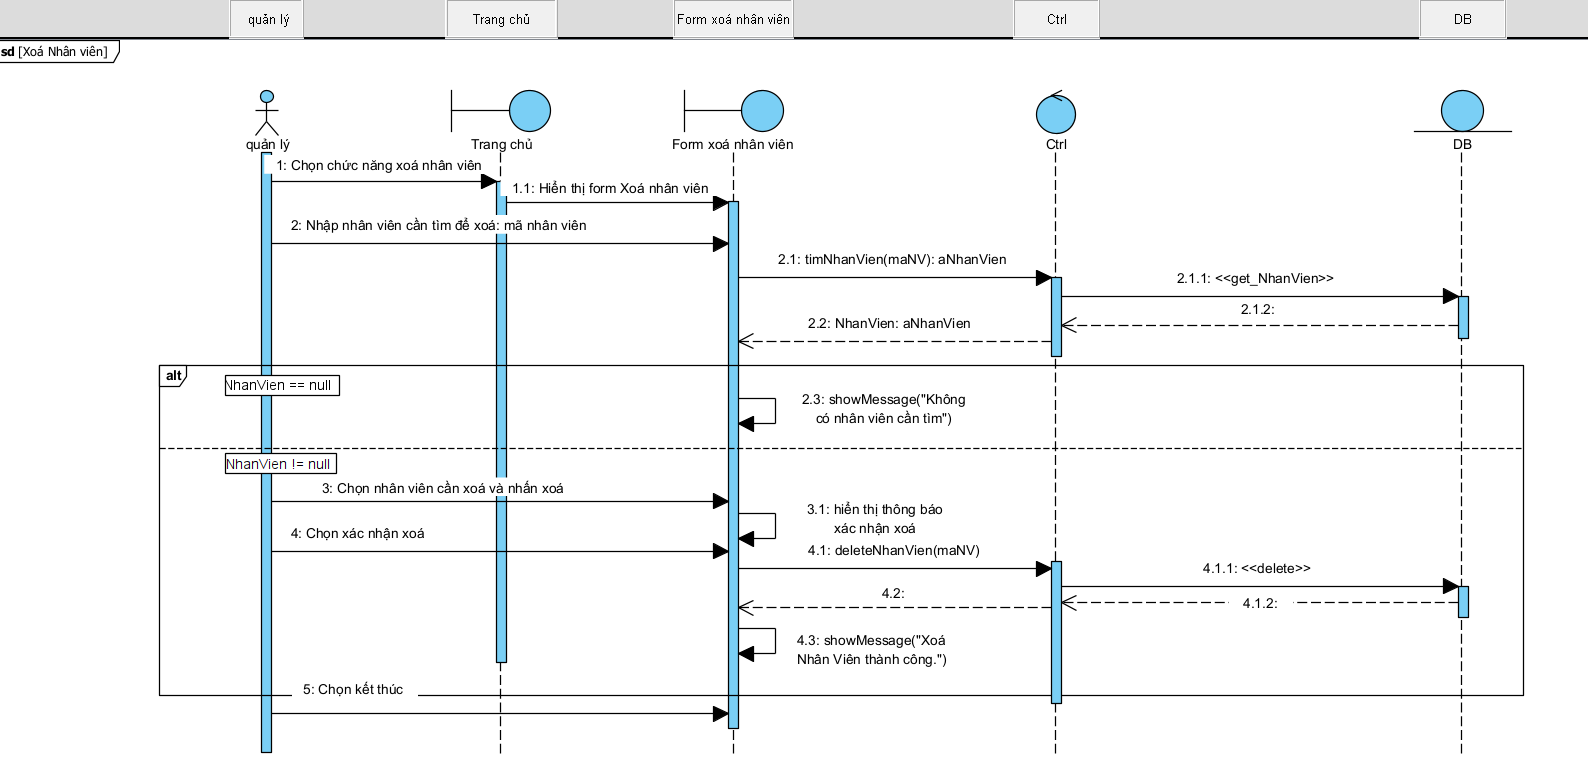 quản lý
Trang chủ
Form xoá nhân viên
Ctrl
DB
sd [Xoá Nhân viên]
quản lý
Trang chủ
Form xoá nhân viên
Ctrl
DB
1: Chọn chức năng xoá nhân viên
1.1: Hiển thị form Xoá nhân viên
2: Nhập nhân viên cần tìm để xoá: mã nhân viên
2.1: timNhanVien(maNV): aNhanVien
2.1.1: <<get_NhanVien>>
2.1.2:
2.2: NhanVien: aNhanVien
alt
NhanVien == null
2.3: showMessage("Không
có nhân viên cần tìm")
NhanVien != null
3: Chọn nhân viên cần xoá và nhấn xoá
3.1: hiển thị thông báo
xác nhận xoá
4: Chọn xác nhận xoá
4.1: deleteNhanVien(maNV)
4.1.1: <<delete>>
4.2:
4.1.2:
4.3: showMessage("Xoá
Nhân Viên thành công.")
5: Chọn kết thúc